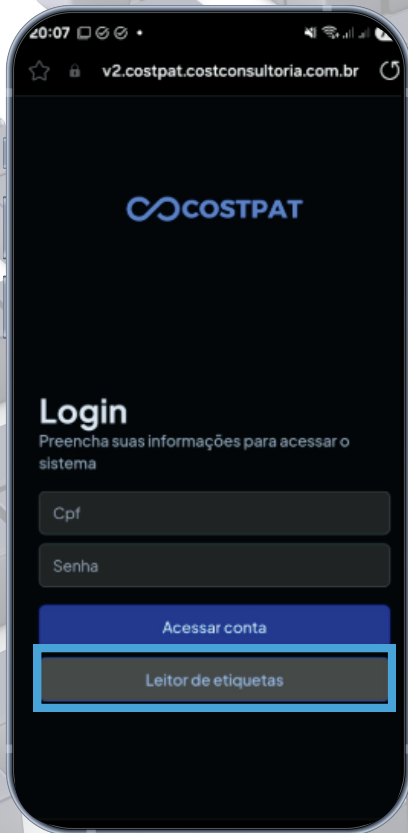 20:07
v2.costpat.costconsultoria.com.br
COSTPAT
Login
Preencha suas informações para acessar o
sistema
Cpf
Senha
Acessar conta
Leitor de etiquetas